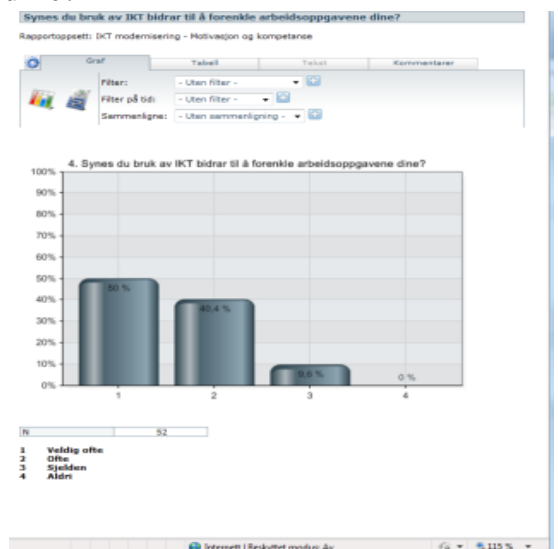 Synes du bruk av IKT bidrar til å forenkle arbeidsoppgavene dine?
Rapportoppsett: IKT modernisering - Motivasjon og kompetanse
Graf Tabell Tekst Kommentarer
Filter: - Uten filter -
Filter på tid: - Uten filter -
Sammenligne: - Uten sammenligning -
4. Synes du bruk av IKT bidrar til å forenkle arbeidsoppgavene dine?
100%
90%
80%
70%
60%
50%
40%
30%
20%
10%
0%
50 %
40,4 %
9,6 %
0 %
1 2 3 4
N 52
1 Veldig ofte
2 Ofte
3 Sjelden
4 Aldri
Internett | Beskyttet modus: Av 115 %